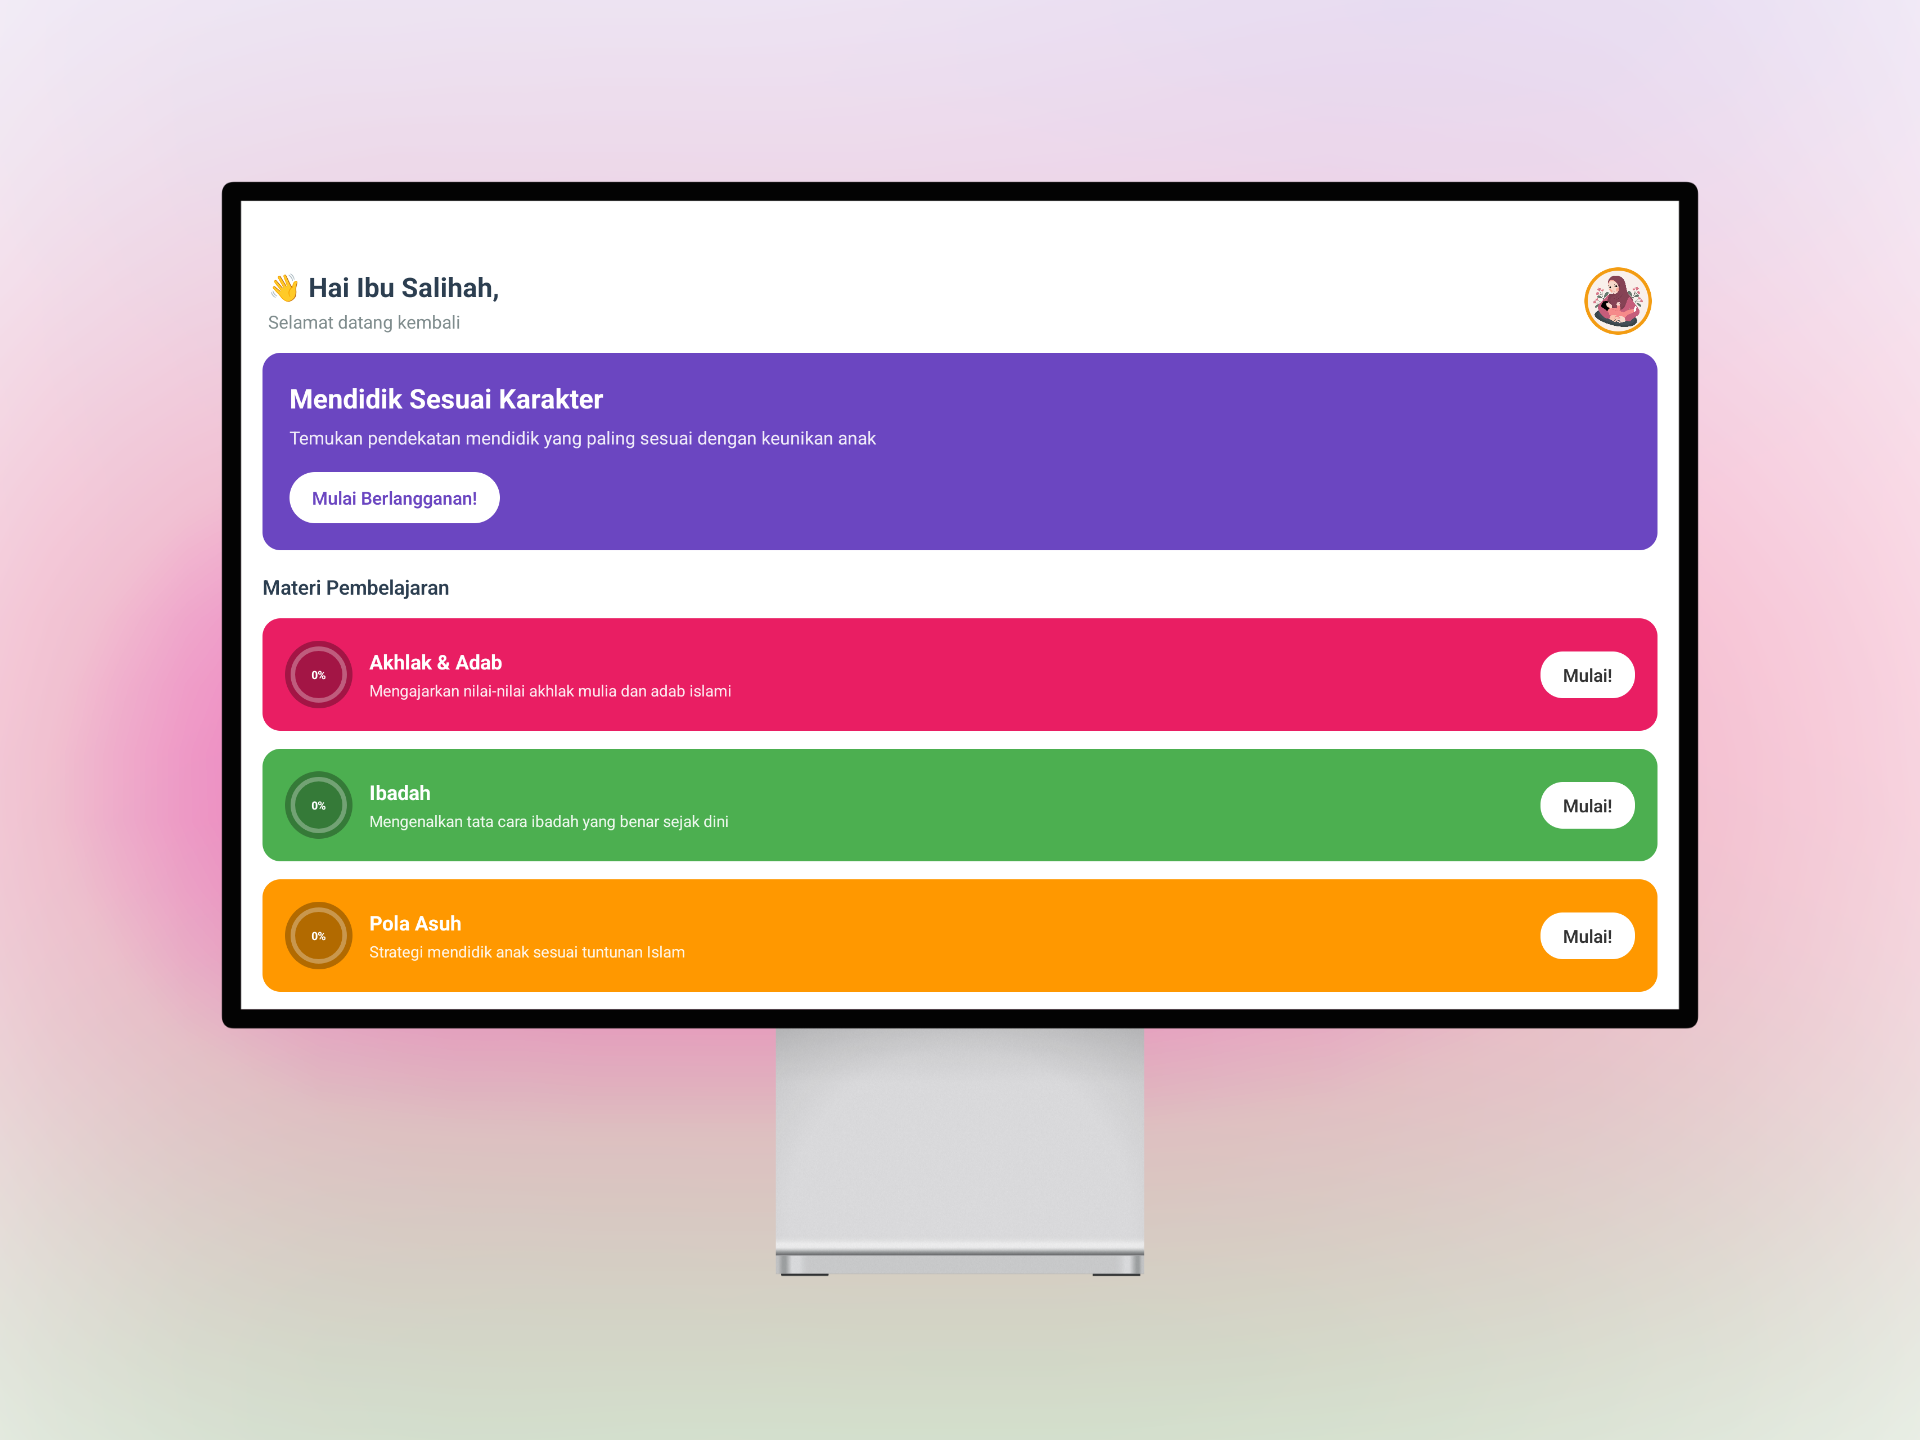 👋 Hai Ibu Salihah,
Selamat datang kembali
Mendidik Sesuai Karakter
Temukan pendekatan mendidik yang paling sesuai dengan keunikan anak
Mulai Berlangganan!
Materi Pembelajaran
0%
Akhlak & Adab
Mengajarkan nilai-nilai akhlak mulia dan adab islami
Mulai!
0%
Ibadah
Mengenalkan tata cara ibadah yang benar sejak dini
Mulai!
0%
Pola Asuh
Strategi mendidik anak sesuai tuntunan Islam
Mulai!